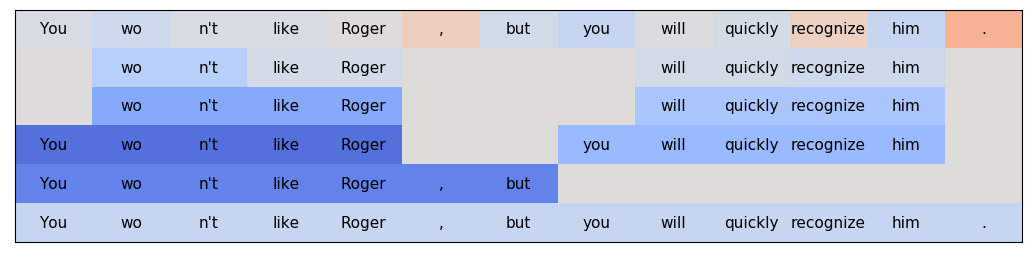 You wo n't like Roger , but you will quickly recognize him .
wo n't like Roger will quickly recognize him
wo n't like Roger will quickly recognize him
You wo n't like Roger you will quickly recognize him
You wo n't like Roger , but
You wo n't like Roger , but you will quickly recognize him .